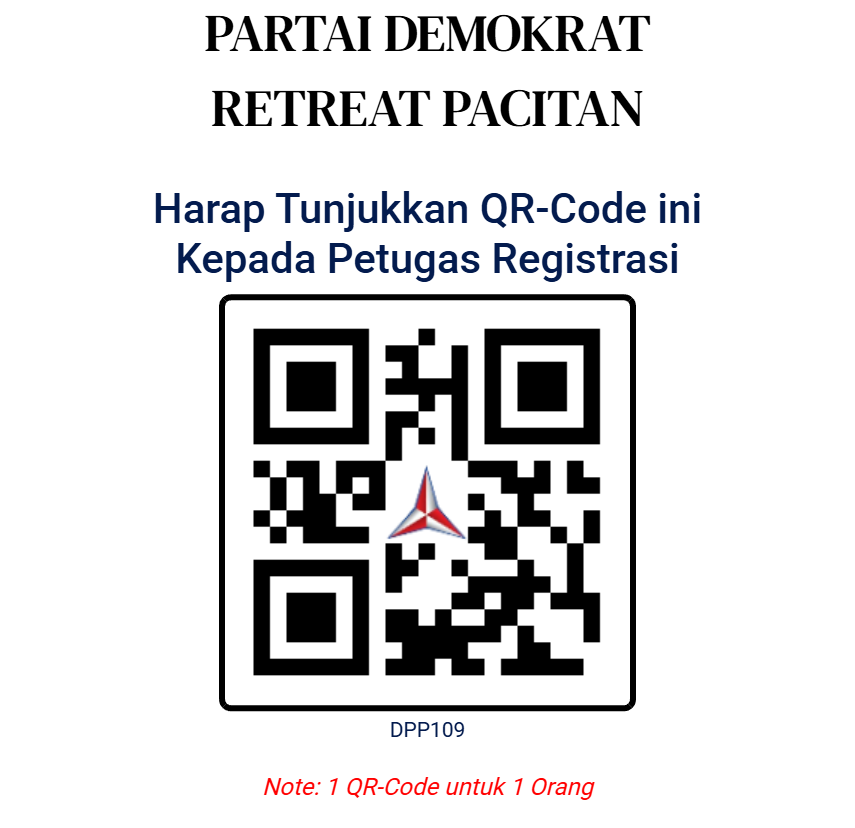 PARTAI DEMOKRAT
RETREAT PACITAN
Harap Tunjukkan QR-Code ini
Kepada Petugas Registrasi
DPP109
Note: 1 QR-Code untuk 1 Orang